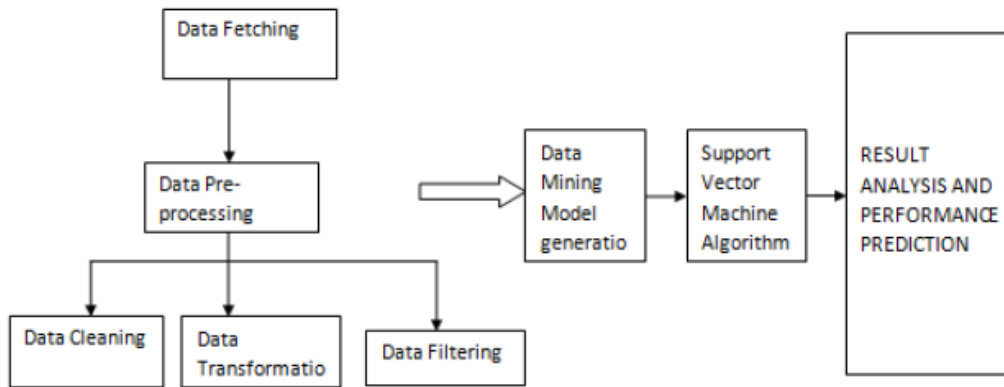 Data Fetching
Data Pre-
processing
Data Cleaning
Data
Transformatio
Data Filtering
Data
Mining
Model
generatio
Support
Vector
Machine
Algorithm
RESULT
ANALYSIS AND
PERFORMANCE
PREDICTION